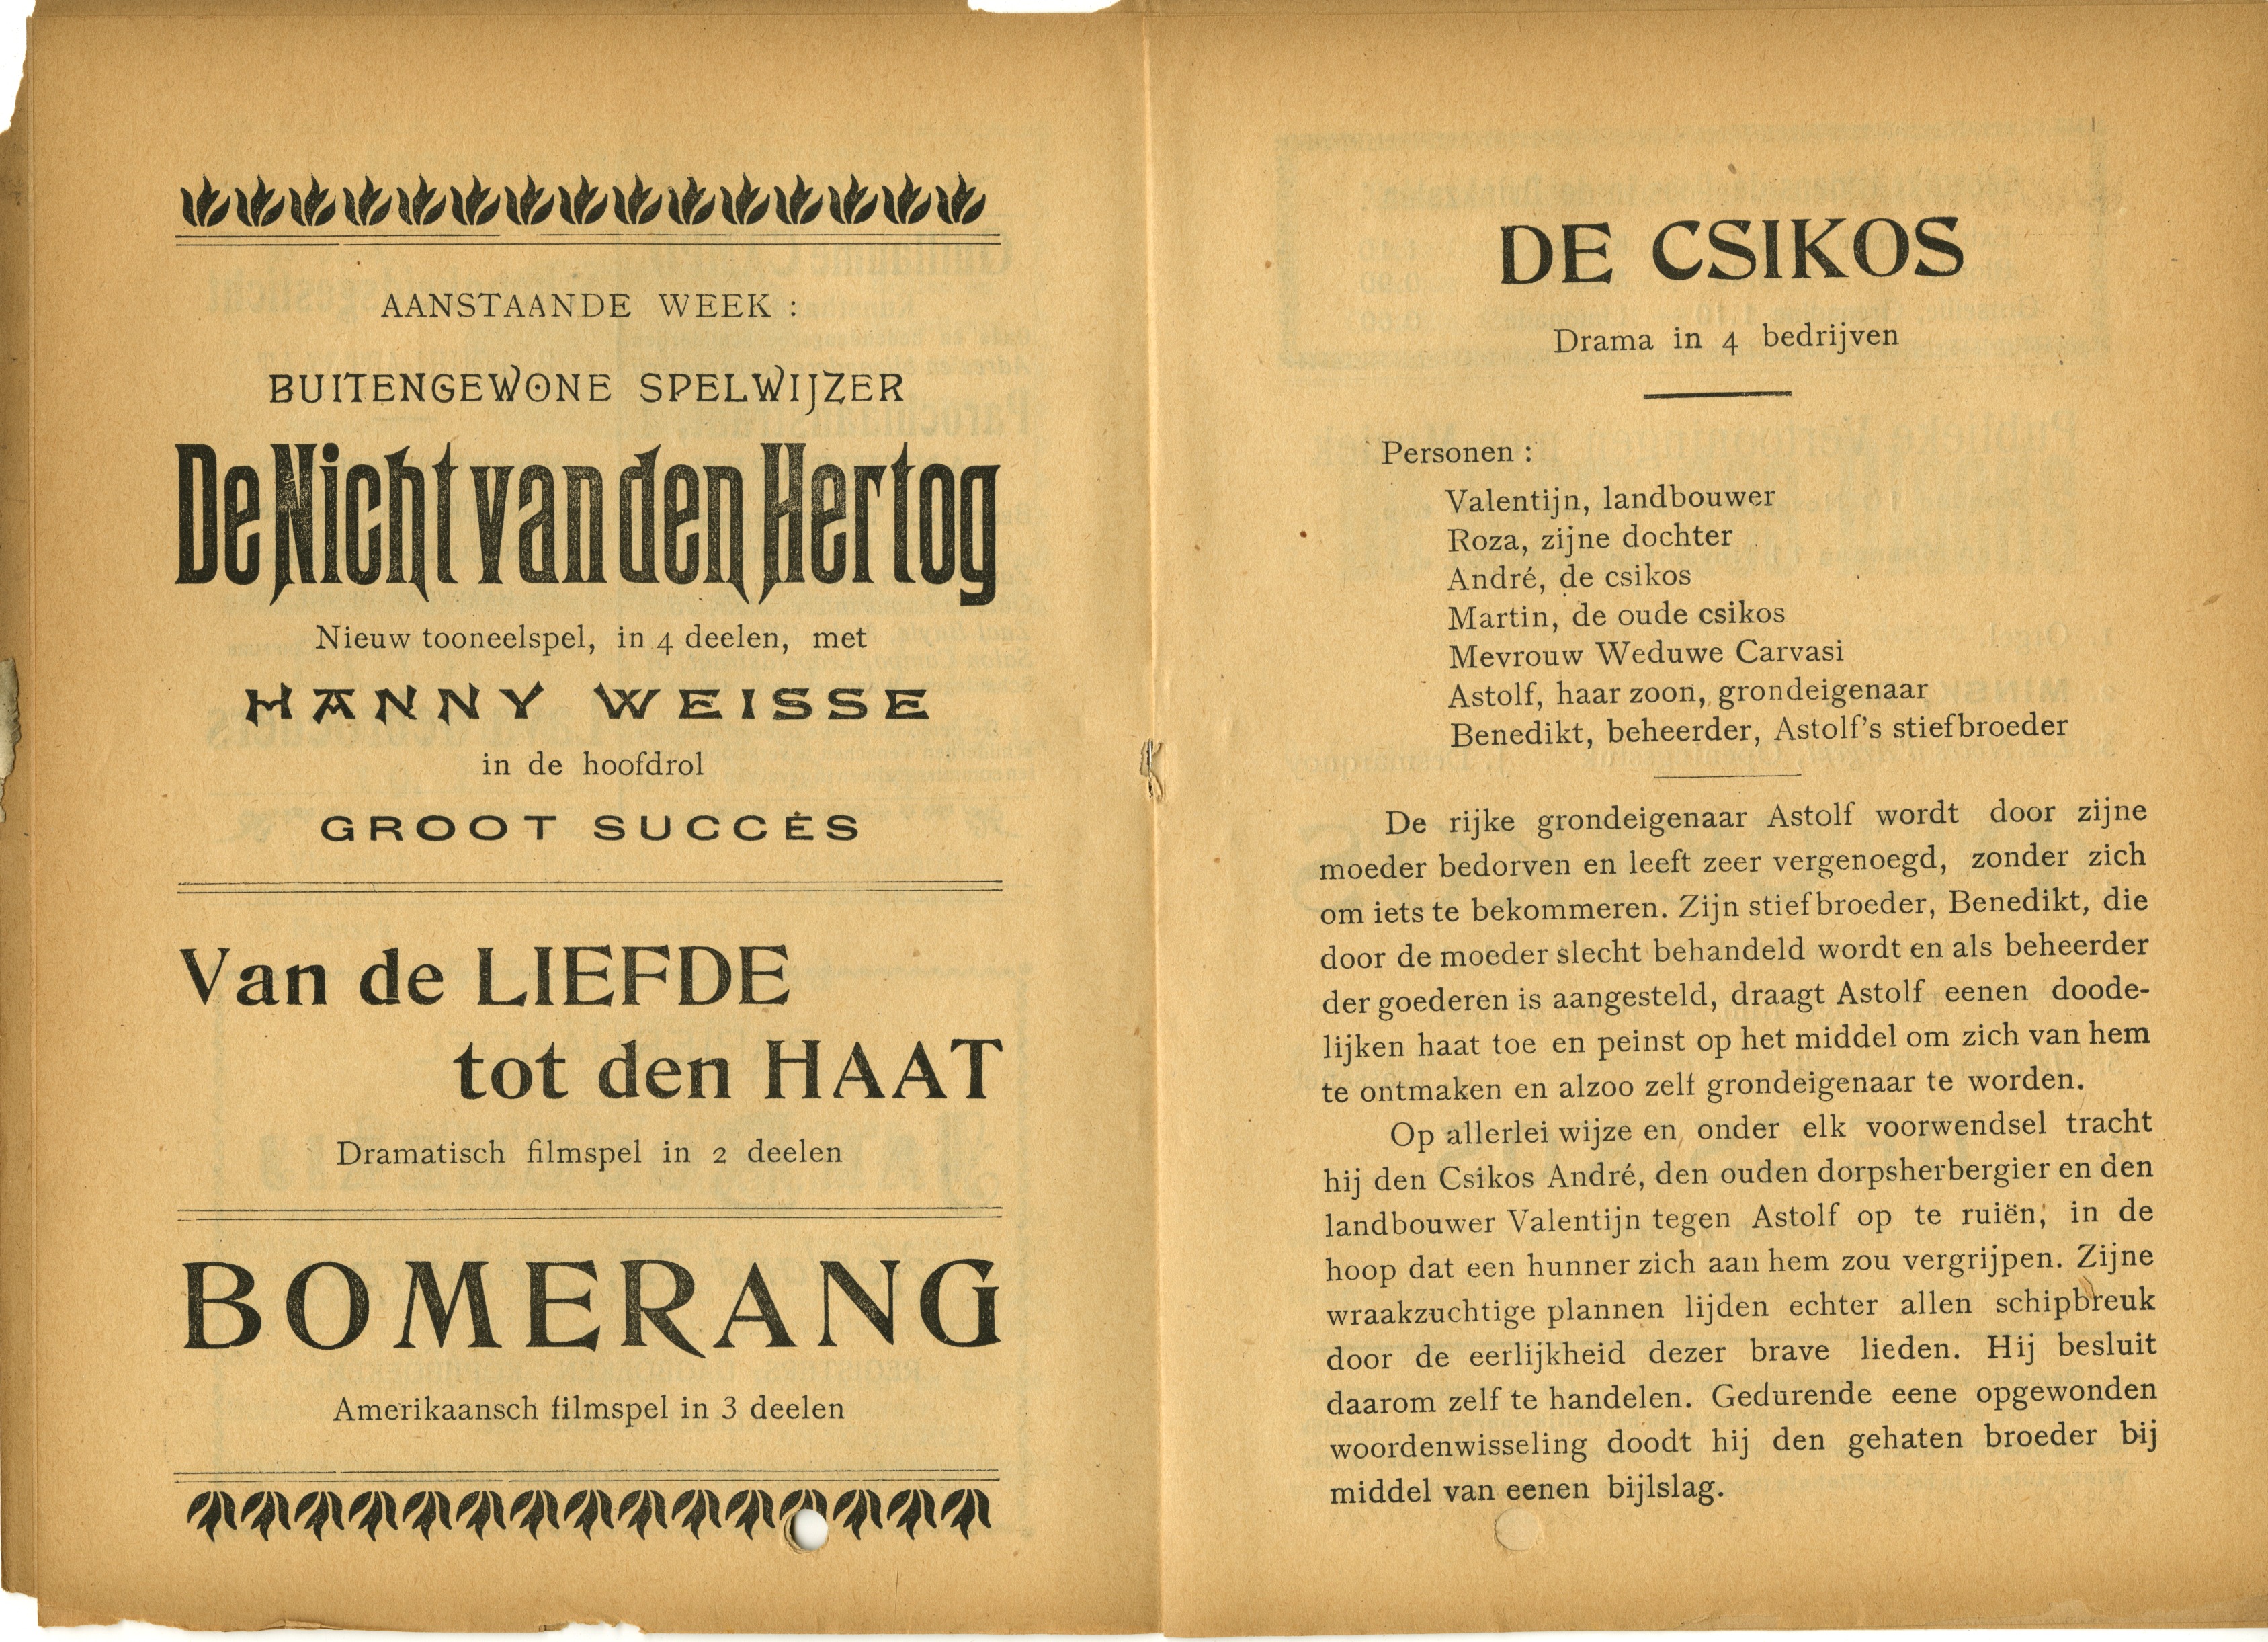 AANSTAANDE WEEK :
BUITENGEWONE SPELWIJZER
De Nicht van den Hertog
Nieuw tooneelspel, in 4 deelen, met
HANNY WEISSE
in de hoofdrol
GROOT SUCCÈS
Van de LIEFDE
tot den HAAT
Dramatisch filmspel in 2 deelen
BOMERANG
Amerikaansch filmspel in 3 deelen
DE CSIKOS
Drama in 4 bedrijven
Personen :
Valentijn, landbouwer
Roza, zijne dochter
André, de csikos
Martin, de oude csikos
Mevrouw Weduwe Carvasi
Astolf, haar zoon, grondeigenaar
Benedikt, beheerder, Astolf's stiefbroeder
De rijke grondeigenaar Astolf wordt door zijne
moeder bedorven en leeft zeer vergenoegd, zonder zich
om iets te bekommeren. Zijn stiefbroeder, Benedikt, die
door de moeder slecht behandeld wordt en als beheerder
der goederen is aangesteld, draagt Astolf eenen doode-
lijken haat toe en peinst op het middel om zich van hem
te ontmaken en alzoo zelf grondeigenaar te worden.
Op allerlei wijze en onder elk voorwendsel tracht
hij den Csikos André, den ouden dorpsherbergier en den
landbouwer Valentijn tegen Astolf op te ruiën, in de
hoop dat een hunner zich aan hem zou vergrijpen. Zijne
wraakzuchtige plannen lijden echter allen schipbreuk
door de eerlijkheid dezer brave lieden. Hij besluit
daarom zelf te handelen. Gedurende eene opgewonden
woordenwisseling doodt hij den gehaten broeder bij
middel van eenen bijlslag.